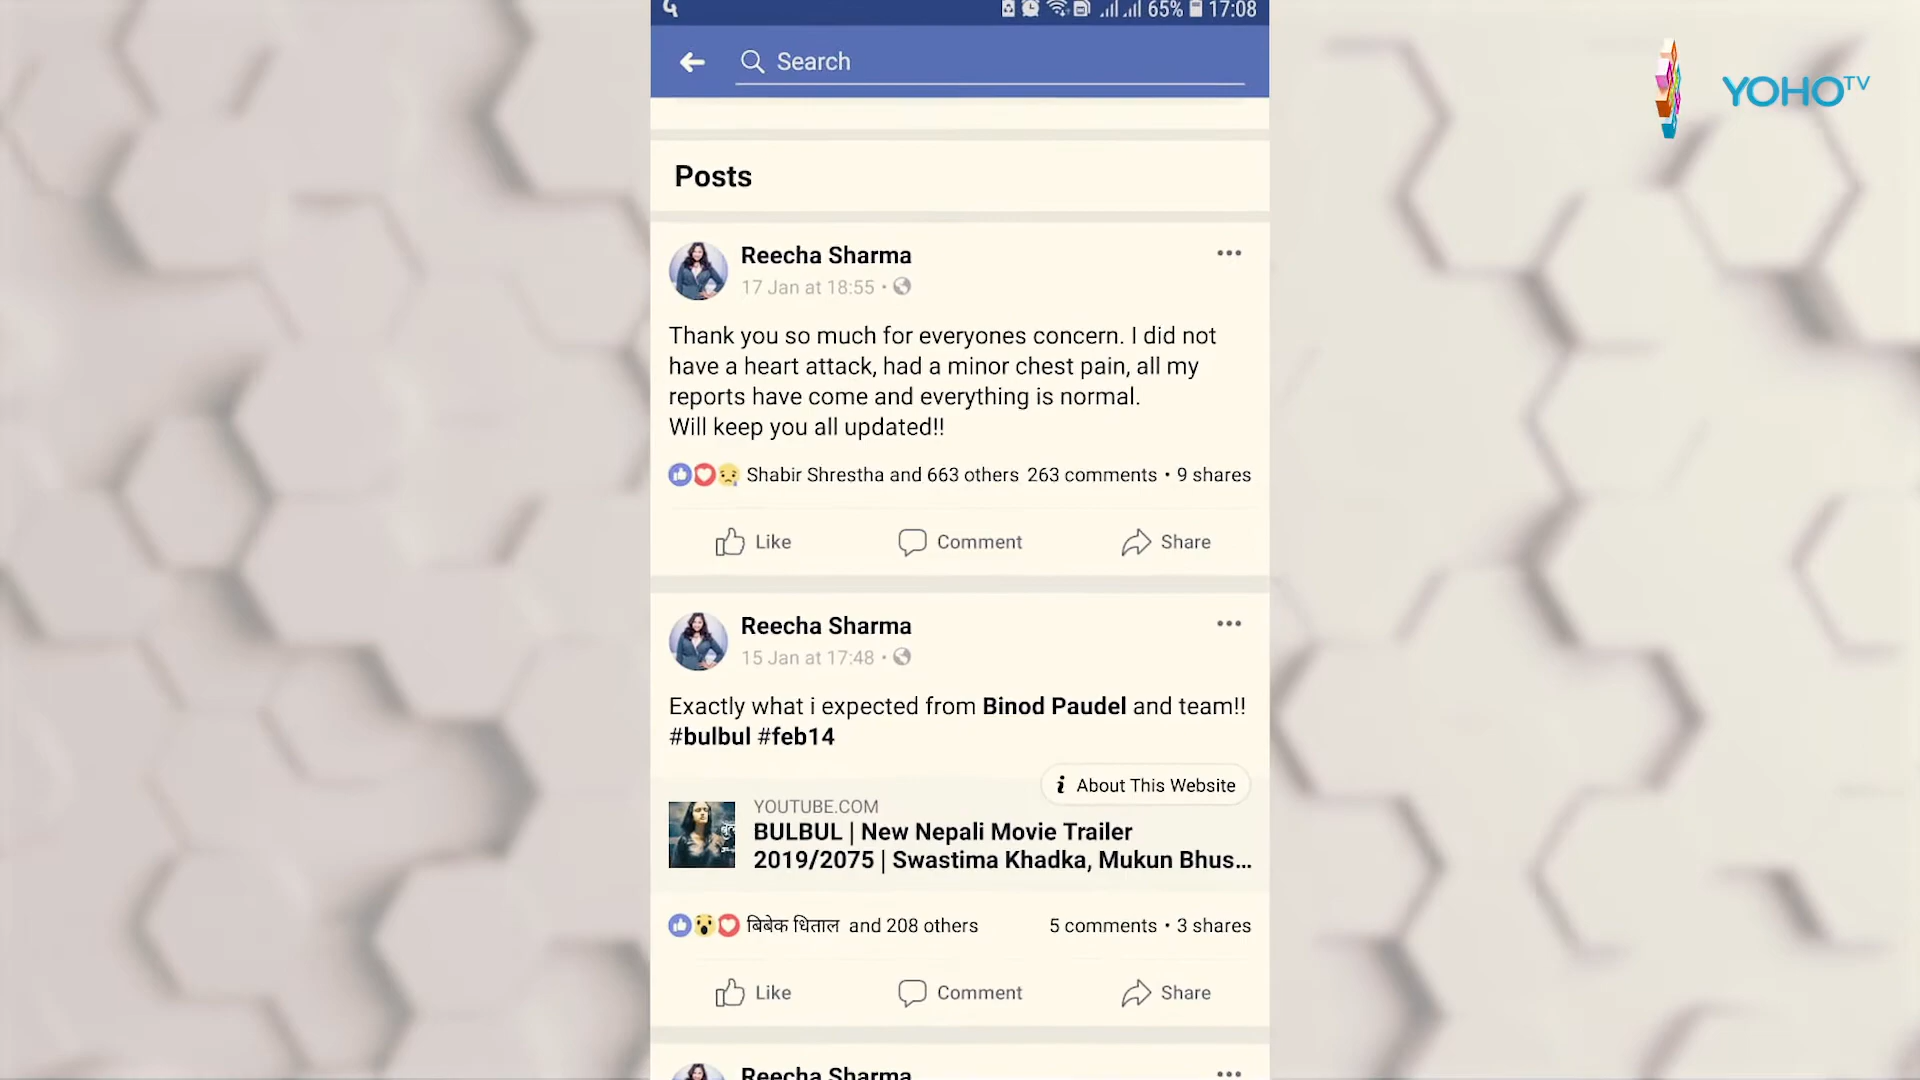 65% 17:08
Search
YOHO TV
Posts
Reecha Sharma
17 Jan at 18:55 •
Thank you so much for everyones concern. I did not
have a heart attack, had a minor chest pain, all my
reports have come and everything is normal.
Will keep you all updated!!
Shabir Shrestha and 663 others 263 comments • 9 shares
Like Comment Share
Reecha Sharma
15 Jan at 17:48 •
Exactly what i expected from Binod Paudel and team!!
#bulbul #feb14
i About This Website
YOUTUBE.COM
BULBUL | New Nepali Movie Trailer
2019/2075 | Swastima Khadka, Mukun Bhus...
बिबेक धिताल and 208 others 5 comments • 3 shares
Like Comment Share
Reecha Sharma